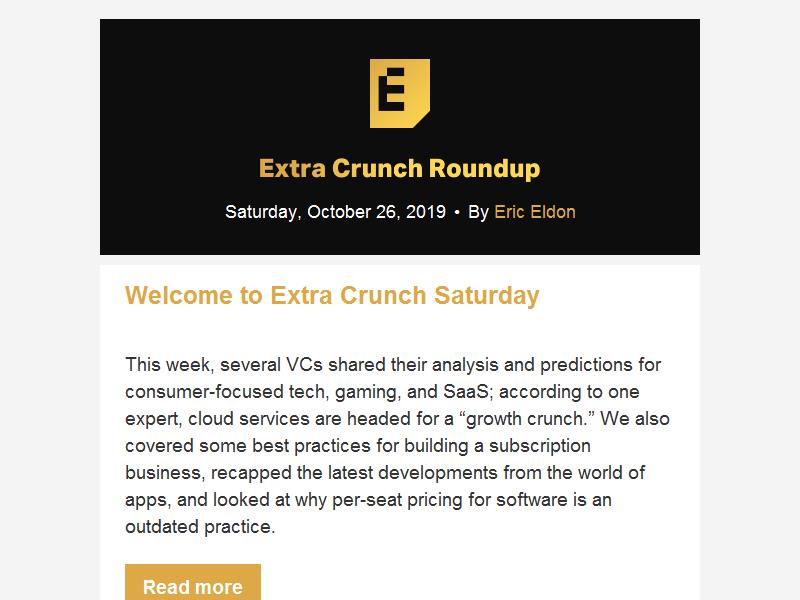 E
Extra Crunch Roundup
Saturday, October 26, 2019 • By Eric Eldon
Welcome to Extra Crunch Saturday
This week, several VCs shared their analysis and predictions for
consumer-focused tech, gaming, and SaaS; according to one
expert, cloud services are headed for a “growth crunch.” We also
covered some best practices for building a subscription
business, recapped the latest developments from the world of
apps, and looked at why per-seat pricing for software is an
outdated practice.
Read more